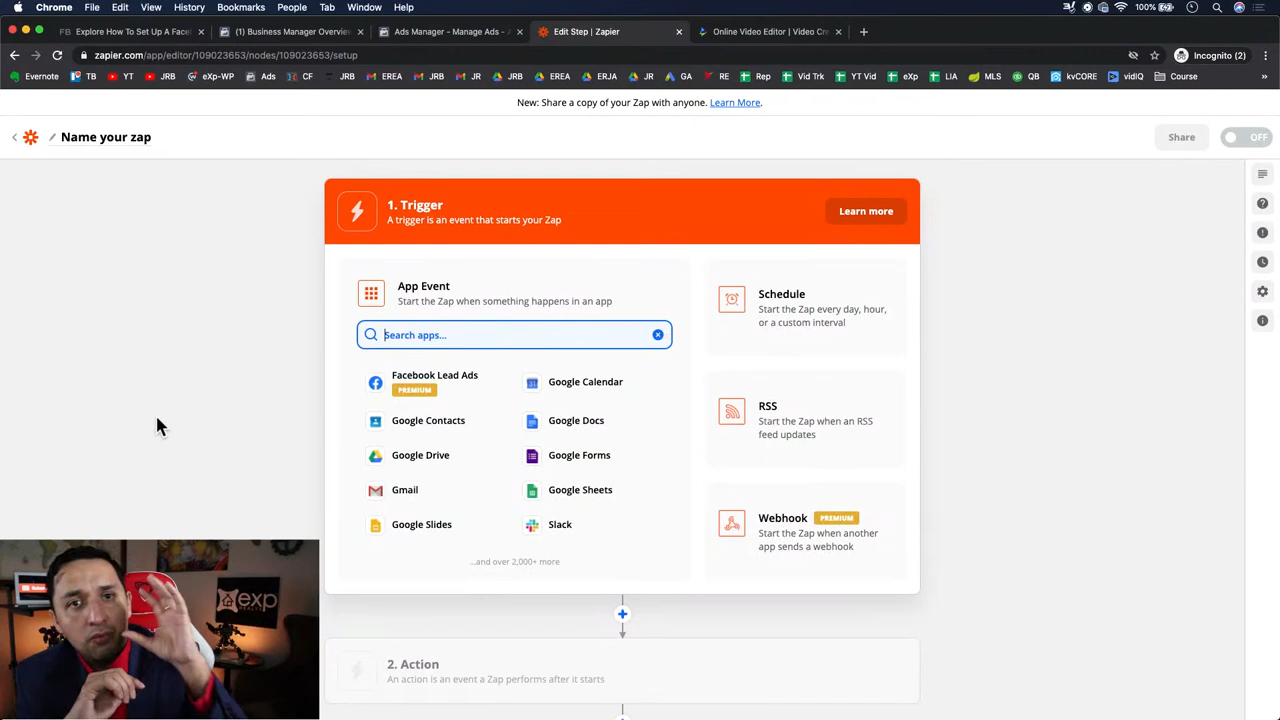 Chrome File Edit View History Bookmarks People Tab Window Help 100%
Explore How To Set Up A Face
(1) Business Manager Overview
Ads Manager - Manage Ads -
Edit Step | Zapier
Online Video Editor | Video Cre
zapier.com/app/editor/109023653/nodes/109023653/setup
Incognito (2)
Evernote TB YT JRB eXp-WP Ads CF JRB EREA JRB EREA JR JRB EREA ERJA JRB GA RE Rep Vid Trk YT Vid eXp LIA MLS QB kvCORE vidIQ Course
New: Share a copy of your Zap with anyone. Learn More.
Name your zap
Share
OFF
1. Trigger
A trigger is an event that starts your Zap
Learn more
App Event
Start the Zap when something happens in an app
Search apps...
Facebook Lead Ads
PREMIUM
Google Calendar
Google Contacts
Google Docs
Google Drive
Google Forms
Gmail
Google Sheets
Google Slides
Slack
...and over 2,000+ more
Schedule
Start the Zap every day, hour,
or a custom interval
RSS
Start the Zap when an RSS
feed updates
Webhook PREMIUM
Start the Zap when another
app sends a webhook
2. Action
An action is an event a Zap performs after it starts
exp
REALTY